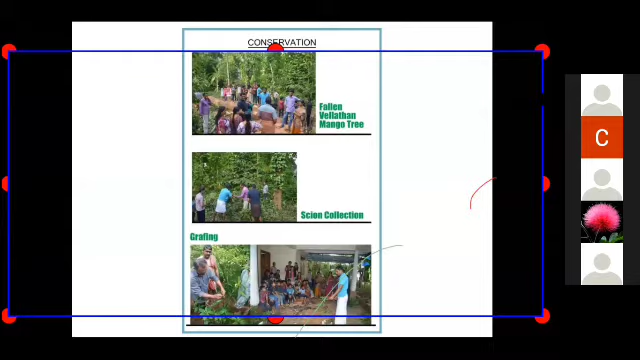 CONSERVATION
Fallen
Vellathan
Mango Tree
Scion Collection
Grafing
C